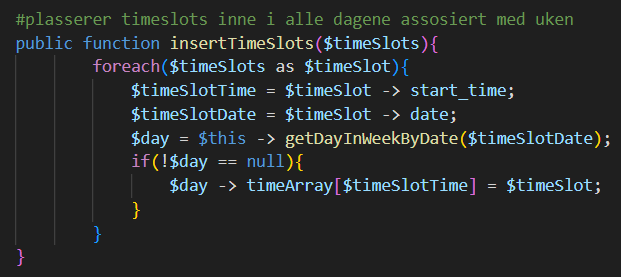 #plasserer timeslots inne i alle dagene assosiert med uken
public function insertTimeSlots($timeSlots){
foreach($timeSlots as $timeSlot){
$timeSlotTime = $timeSlot -> start_time;
$timeSlotDate = $timeSlot -> date;
$day = $this -> getDayInWeekByDate($timeSlotDate);
if(!$day == null){
$day -> timeArray[$timeSlotTime] = $timeSlot;
}
}
}